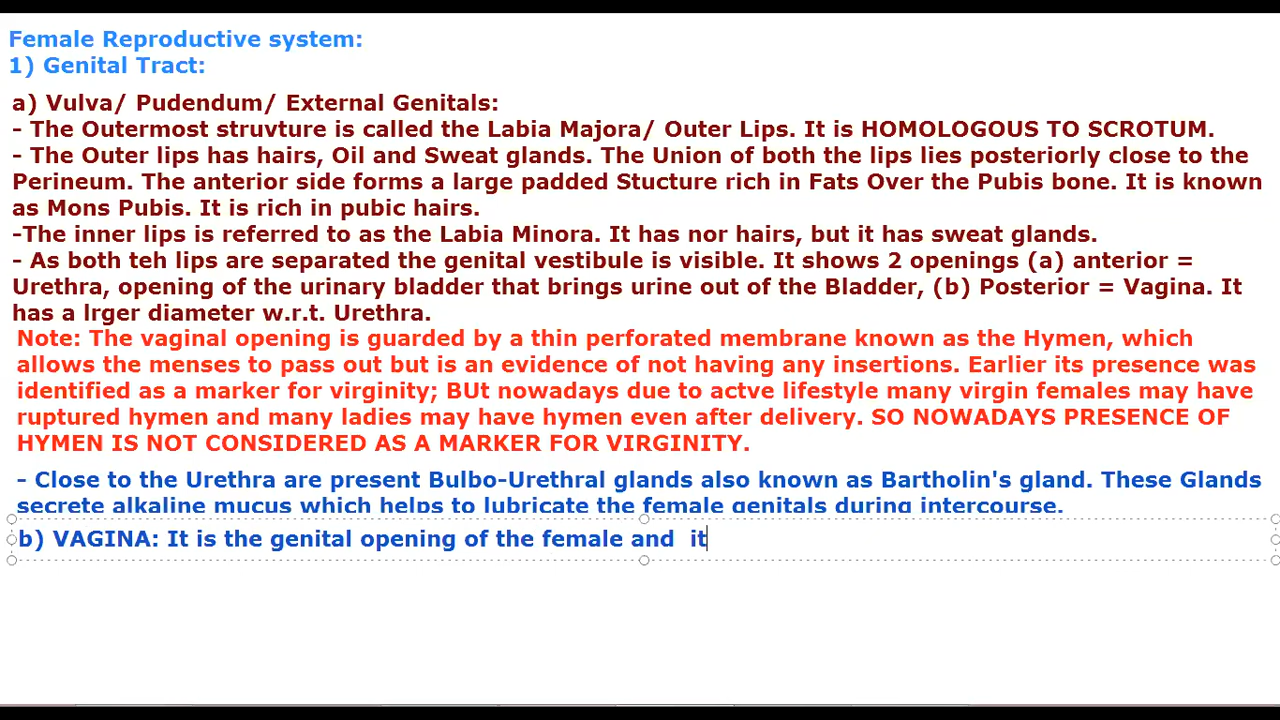 Female Reproductive system:
1) Genital Tract:
a) Vulva/ Pudendum/ External Genitals:
- The Outermost struvture is called the Labia Majora/ Outer Lips. It is HOMOLOGOUS TO SCROTUM.
- The Outer lips has hairs, Oil and Sweat glands. The Union of both the lips lies posteriorly close to the
Perineum. The anterior side forms a large padded Stucture rich in Fats Over the Pubis bone. It is known
as Mons Pubis. It is rich in pubic hairs.
-The inner lips is referred to as the Labia Minora. It has nor hairs, but it has sweat glands.
- As both teh lips are separated the genital vestibule is visible. It shows 2 openings (a) anterior =
Urethra, opening of the urinary bladder that brings urine out of the Bladder, (b) Posterior = Vagina. It
has a lrger diameter w.r.t. Urethra.
Note: The vaginal opening is guarded by a thin perforated membrane known as the Hymen, which
allows the menses to pass out but is an evidence of not having any insertions. Earlier its presence was
identified as a marker for virginity; BUt nowadays due to actve lifestyle many virgin females may have
ruptured hymen and many ladies may have hymen even after delivery. SO NOWADAYS PRESENCE OF
HYMEN IS NOT CONSIDERED AS A MARKER FOR VIRGINITY.
- Close to the Urethra are present Bulbo-Urethral glands also known as Bartholin's gland. These Glands
secrete alkaline mucus which helps to lubricate the female genitals during intercourse.
b) VAGINA: It is the genital opening of the female and  it